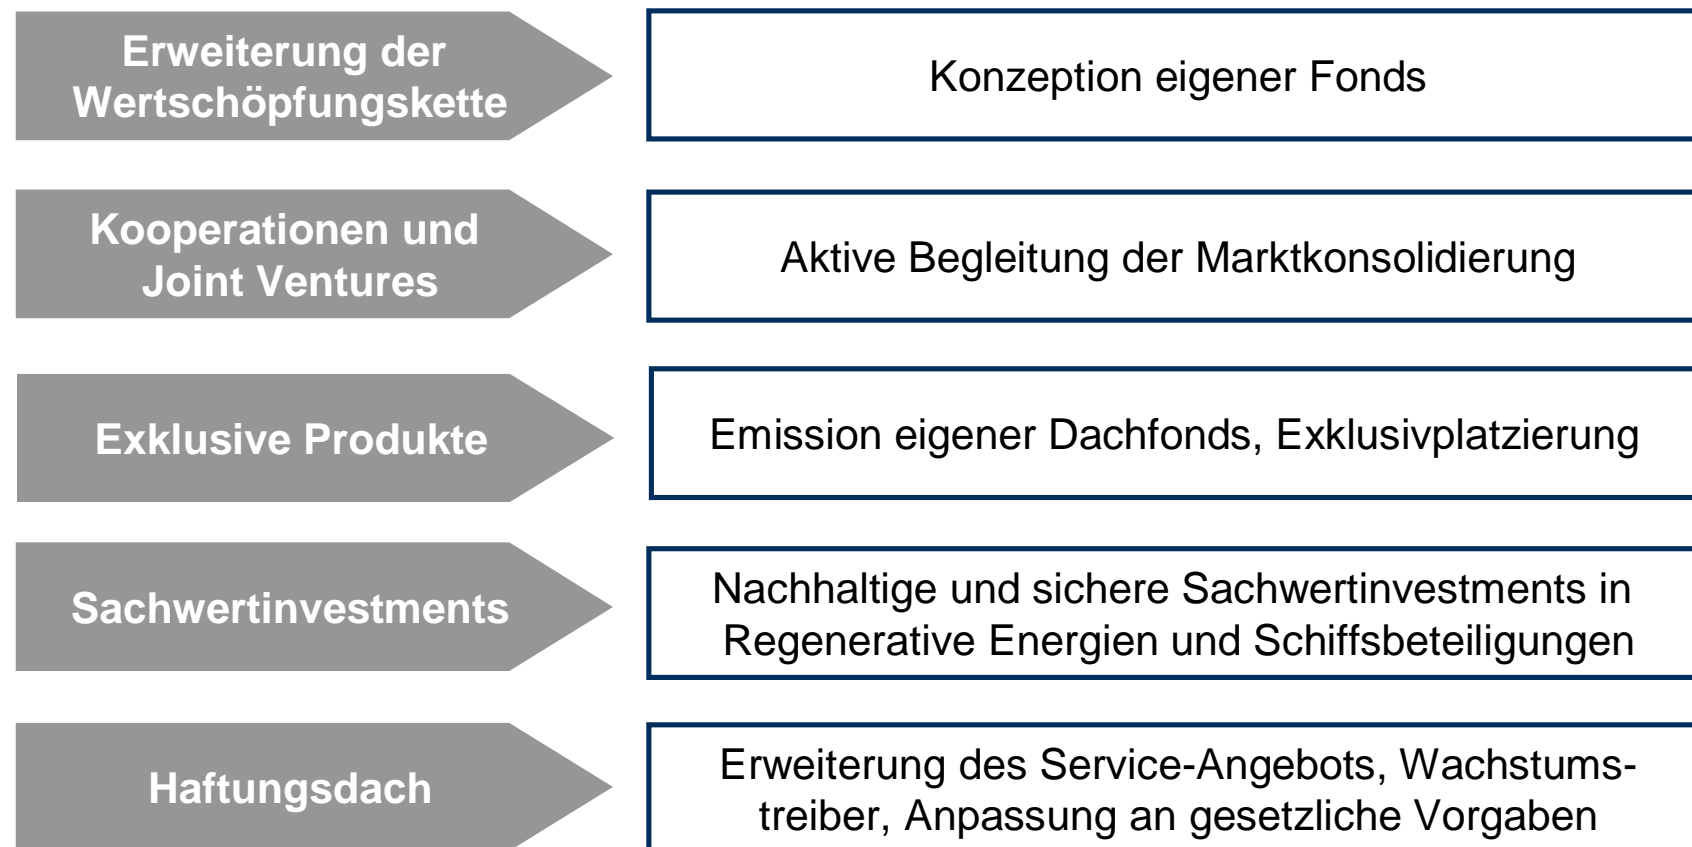 Erweiterung der
Wertschöpfungskette
Konzeption eigener Fonds
Kooperationen und
Joint Ventures
Aktive Begleitung der Marktkonsolidierung
Exklusive Produkte
Emission eigener Dachfonds, Exklusivplatzierung
Sachwertinvestments
Nachhaltige und sichere Sachwertinvestments in
Regenerative Energien und Schiffsbeteiligungen
Haftungsdach
Erweiterung des Service-Angebots, Wachstums-
treiber, Anpassung an gesetzliche Vorgaben